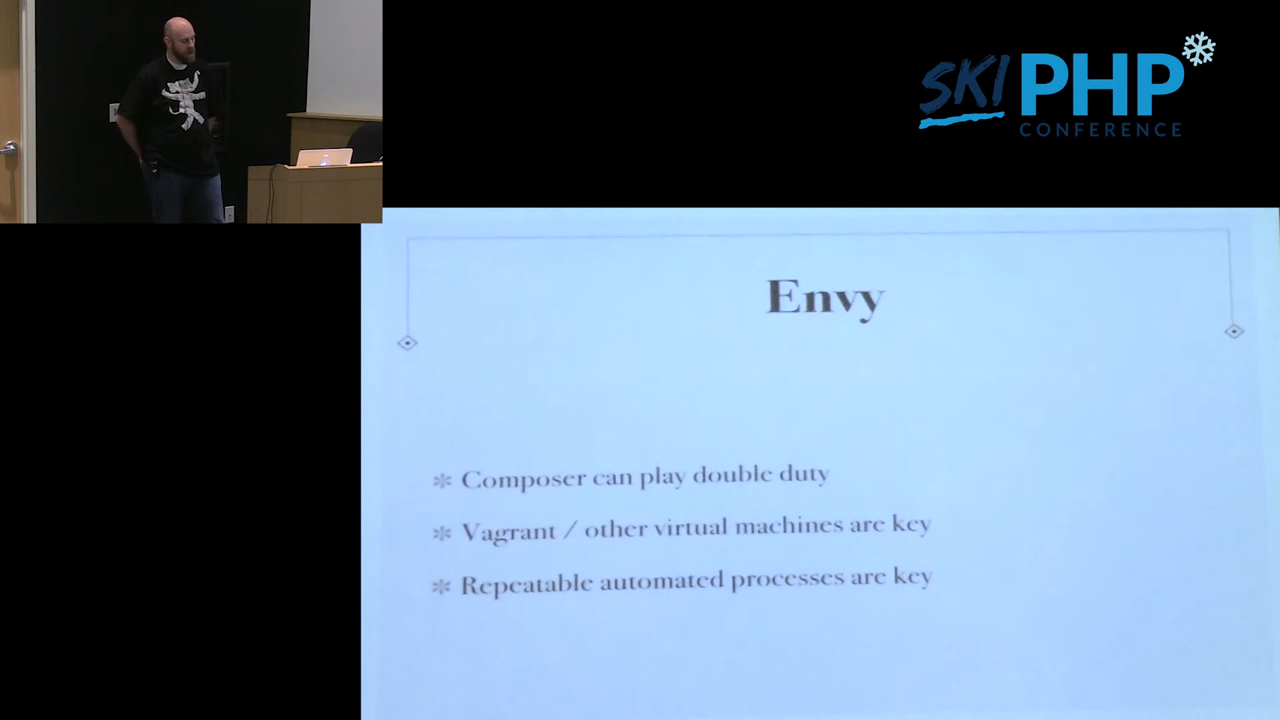 SKI PHP
CONFERENCE
Envy
* Composer can play double duty
* Vagrant / other virtual machines are key
* Repeatable automated processes are key